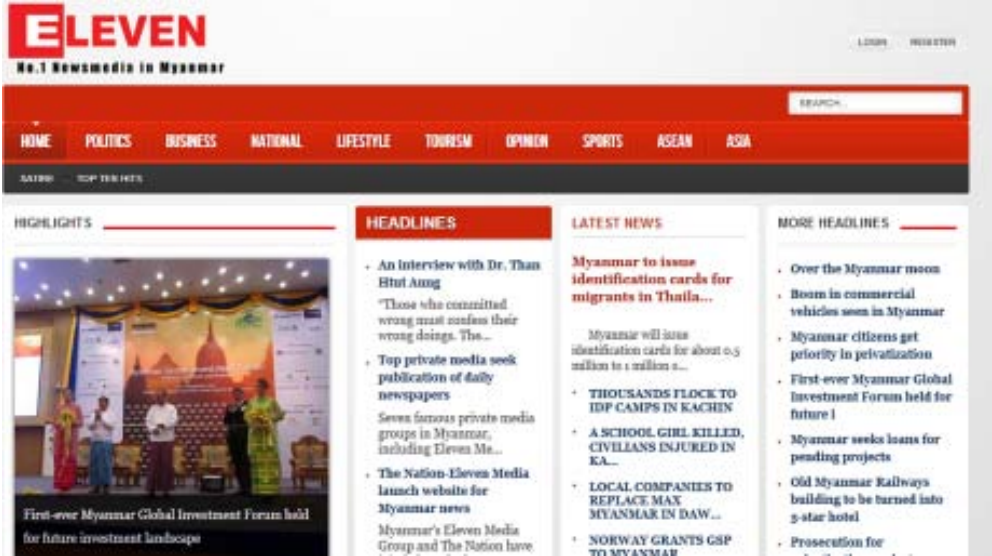 ELEVEN
No.1 Newsmedia in Myanmar
LOGIN REGISTER
SEARCH...
HOME POLITICS BUSINESS NATIONAL LIFESTYLE TOURISM OPINION SPORTS ASEAN ASIA
SATIRE TOP TEN HITS
HIGHLIGHTS
First-ever Myanmar Global Investment Forum held
for future investment landscape
HEADLINES
An interview with Dr. Than
Htut Aung
"Those who committed
wrong must confess their
wrong doings. The...
Top private media seek
publication of daily
newspapers
Seven famous private media
groups in Myanmar,
including Eleven Me...
The Nation-Eleven Media
launch website for
Myanmar news
Myanmar's Eleven Media
Group and The Nation have
LATEST NEWS
Myanmar to issue
identification cards for
migrants in Thaila...
Myanmar will issue
identification cards for about 0.5
million to 1 million o...
THOUSANDS FLOCK TO
IDP CAMPS IN KACHIN
A SCHOOL GIRL KILLED,
CIVILIANS INJURED IN
KA...
LOCAL COMPANIES TO
REPLACE MAX
MYANMAR IN DAW...
NORWAY GRANTS GSP
TO MYANMAR
MORE HEADLINES
Over the Myanmar moon
Boom in commercial
vehicles seen in Myanmar
Myanmar citizens get
priority in privatization
First-ever Myanmar Global
Investment Forum held for
future l
Myanmar seeks loans for
pending projects
Old Myanmar Railways
building to be turned into
5-star hotel
Prosecution for